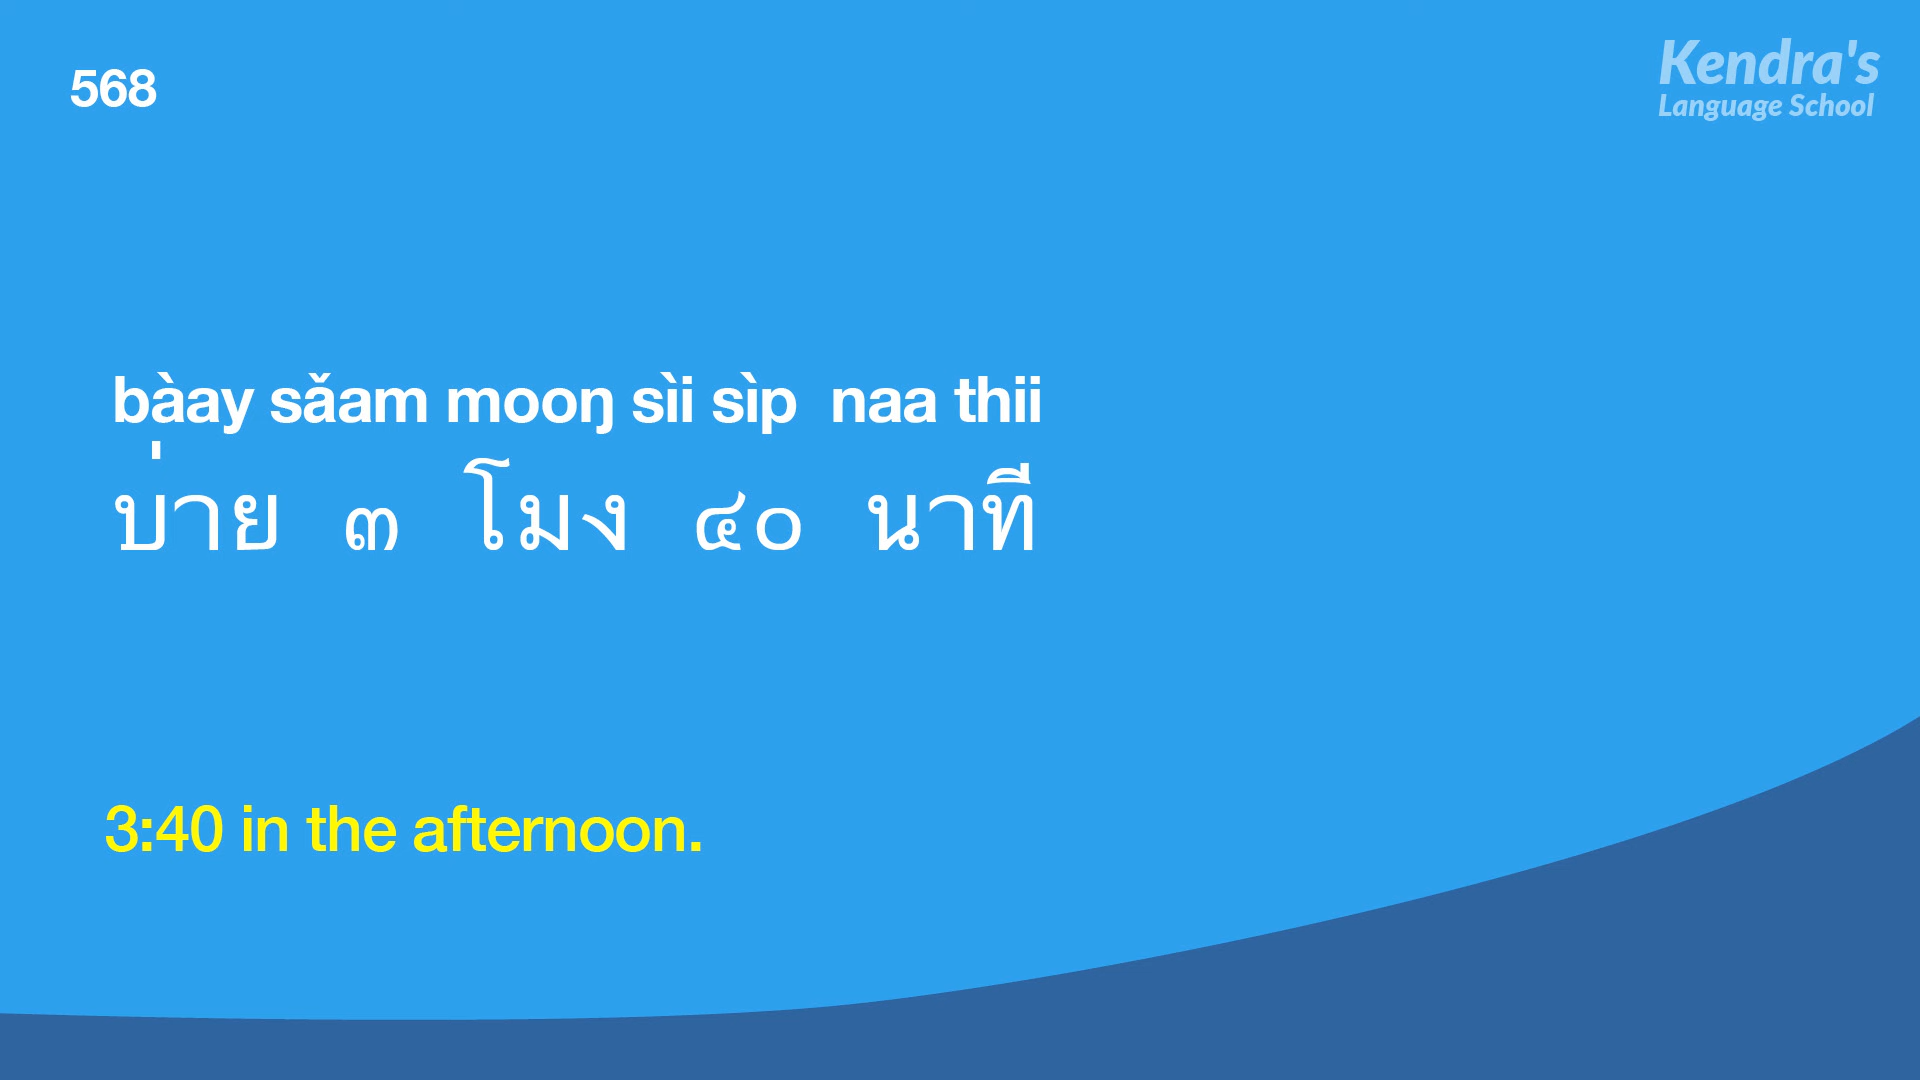 568
Kendra's
Language School
bàay sǎam mooŋ sìi sìp  naa thii
บ่าย ๓ โมง ๔๐ นาที
3:40 in the afternoon.